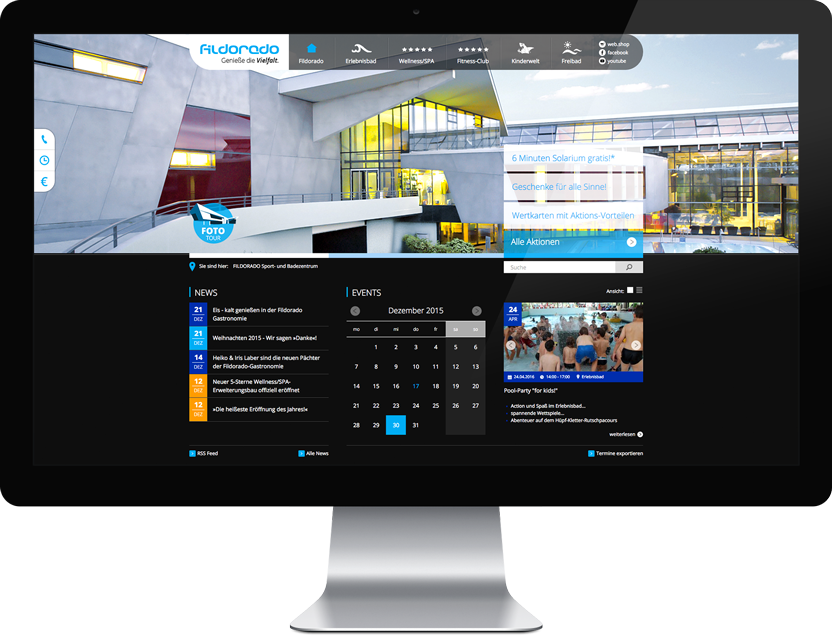 fildorado
Genieße die Vielfalt.
Fildorado
Erlebnisbad
Wellness/SPA
Fitness-Club
Kinderwelt
Freibad
web.shop
facebook
youtube
€
6 Minuten Solarium gratis!*
Geschenke für alle Sinne!
Wertkarten mit Aktions-Vorteilen
Alle Aktionen
FOTO
TOUR
Sie sind hier: FILDORADO Sport- und Badezentrum
Suche
NEWS
21
DEZ
Eis - kalt genießen in der Fildorado
Gastronomie
21
DEZ
Weihnachten 2015 - Wir sagen »Danke«!
14
DEZ
Heiko & Iris Laber sind die neuen Pächter
der Fildorado-Gastronomie
12
DEZ
Neuer 5-Sterne Wellness/SPA-
Erweiterungsbau offiziell eröffnet
12
DEZ
»Die heißeste Eröffnung des Jahres!«
RSS Feed
Alle News
EVENTS
Dezember 2015
mo di mi do fr sa so
1 2 3 4 5 6
7 8 9 10 11 12 13
14 15 16 17 18 19 20
21 22 23 24 25 26 27
28 29 30 31
Ansicht:
24
APR
24.04.2016 14:00 - 17:00 Erlebnisbad
Pool-Party "for kids!"
Action und Spaß im Erlebnisbad...
spannende Wettspiele...
Abenteuer auf dem Hüpf-Kletter-Rutschpacours
weiterlesen
Termine exportieren